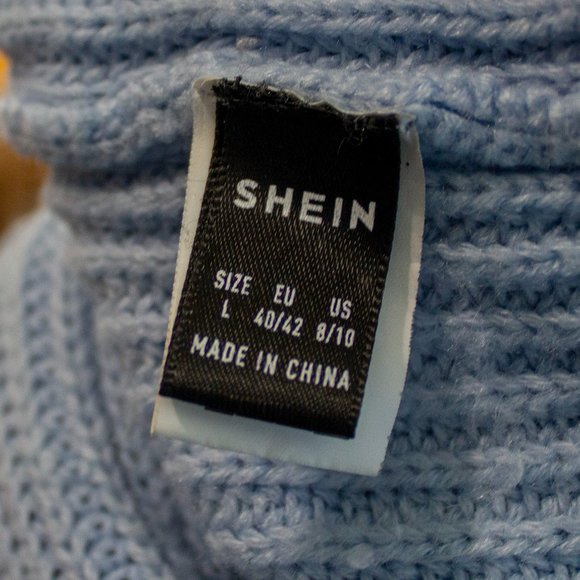 SHEIN
SIZE EU US
L 40/42 8/10
MADE IN CHINA